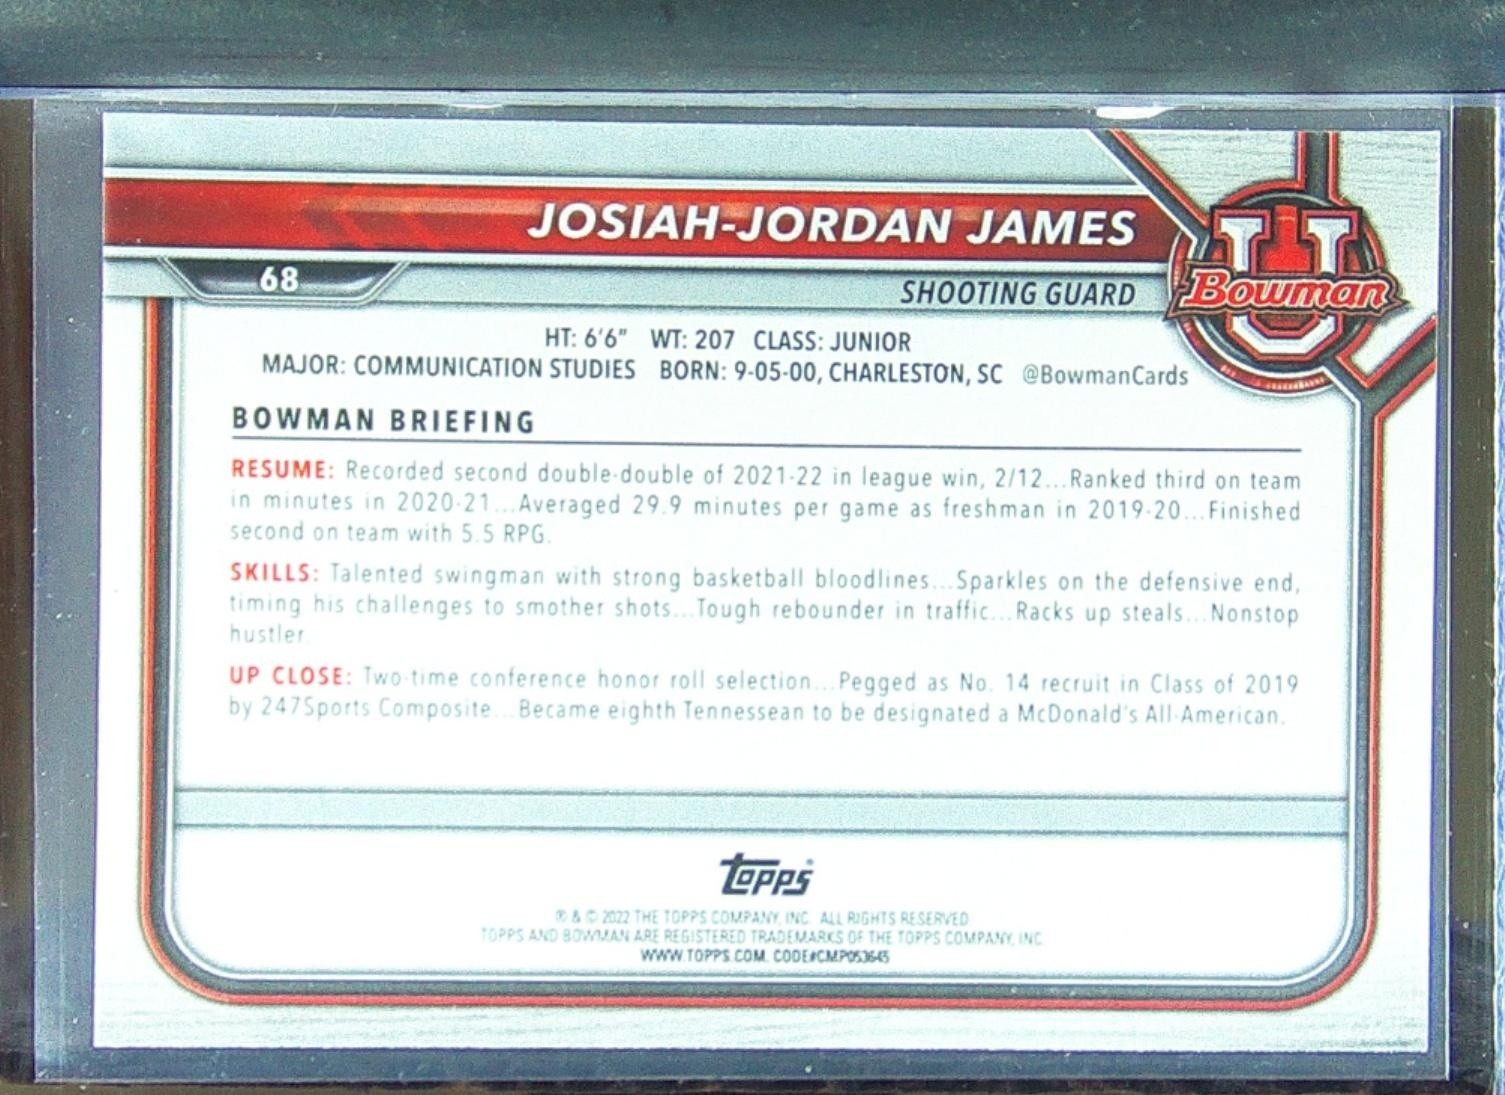 JOSIAH-JORDAN JAMES
68
SHOOTING GUARD
U
Bowman
HT: 6'6" WT: 207 CLASS: JUNIOR
MAJOR: COMMUNICATION STUDIES BORN: 9-05-00, CHARLESTON, SC @BowmanCards
BOWMAN BRIEFING
RESUME: Recorded second double-double of 2021-22 in league win, 2/12...Ranked third on team
in minutes in 2020-21...Averaged 29.9 minutes per game as freshman in 2019-20...Finished
second on team with 5.5 RPG.
SKILLS: Talented swingman with strong basketball bloodlines...Sparkles on the defensive end,
timing his challenges to smother shots...Tough rebounder in traffic...Racks up steals...Nonstop
hustler.
UP CLOSE: Two-time conference honor roll selection...Pegged as No. 14 recruit in Class of 2019
by 247Sports Composite...Became eighth Tennessean to be designated a McDonald's All-American.
Topps
® & © 2022 THE TOPPS COMPANY, INC. ALL RIGHTS RESERVED
TOPPS AND BOWMAN ARE REGISTERED TRADEMARKS OF THE TOPPS COMPANY, INC.
WWW.TOPPS.COM. CODE#CMP053645